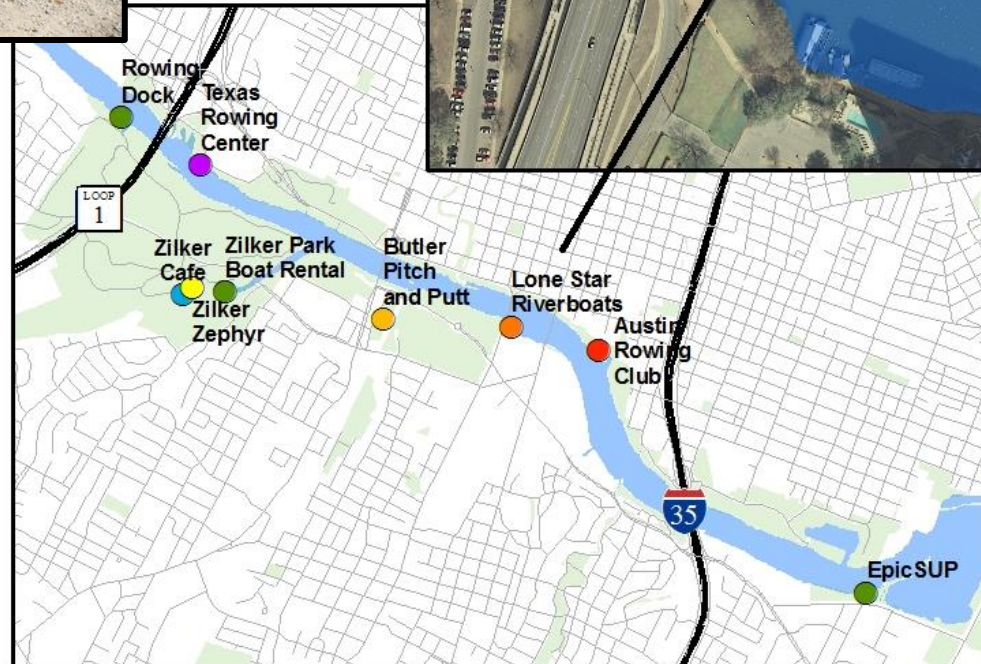 Rowing
Dock
Texas
Rowing
Center
LOOP
1
Zilker
Cafe
Zilker Park
Boat Rental
Zilker
Zephyr
Butler
Pitch
and Putt
Lone Star
Riverboats
Austin
Rowing
Club
35
EpicSUP